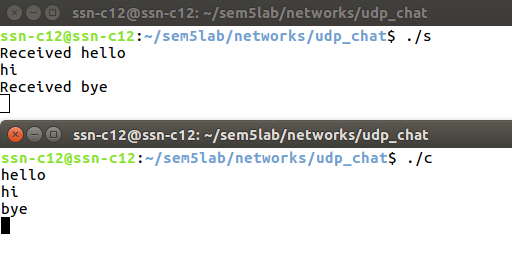 ssn-c12@ssn-c12: ~/sem5lab/networks/udp_chat
ssn-c12@ssn-c12:~/sem5lab/networks/udp_chat$ ./s
Received hello
hi
Received bye
ssn-c12@ssn-c12: ~/sem5lab/networks/udp_chat
ssn-c12@ssn-c12:~/sem5lab/networks/udp_chat$ ./c
hello
hi
bye